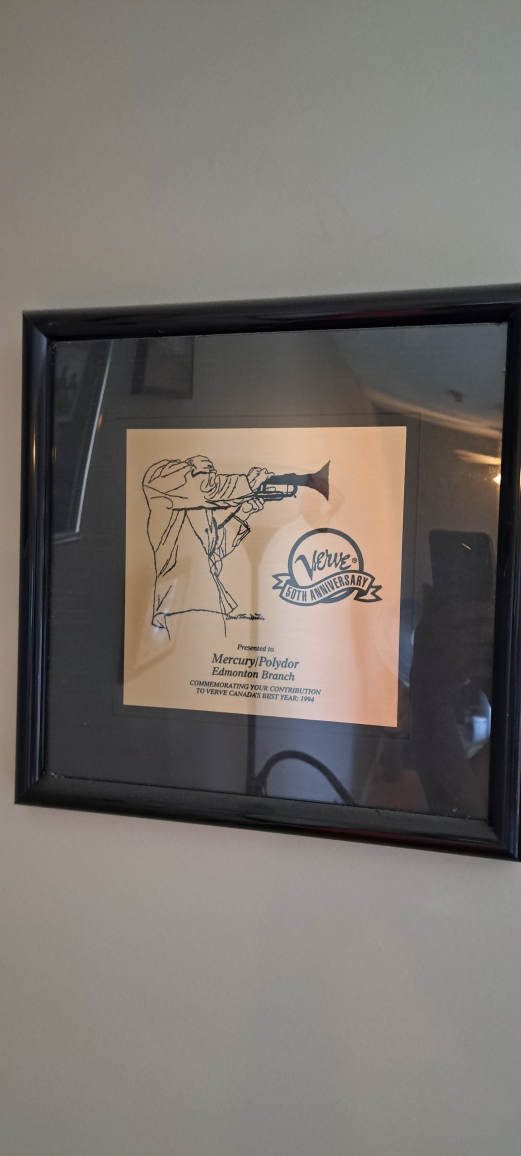 Verve®
50TH ANNIVERSARY
Presented to
Mercury/Polydor
Edmonton Branch
COMMEMORATING YOUR CONTRIBUTION
TO VERVE CANADA'S BEST YEAR: 1994